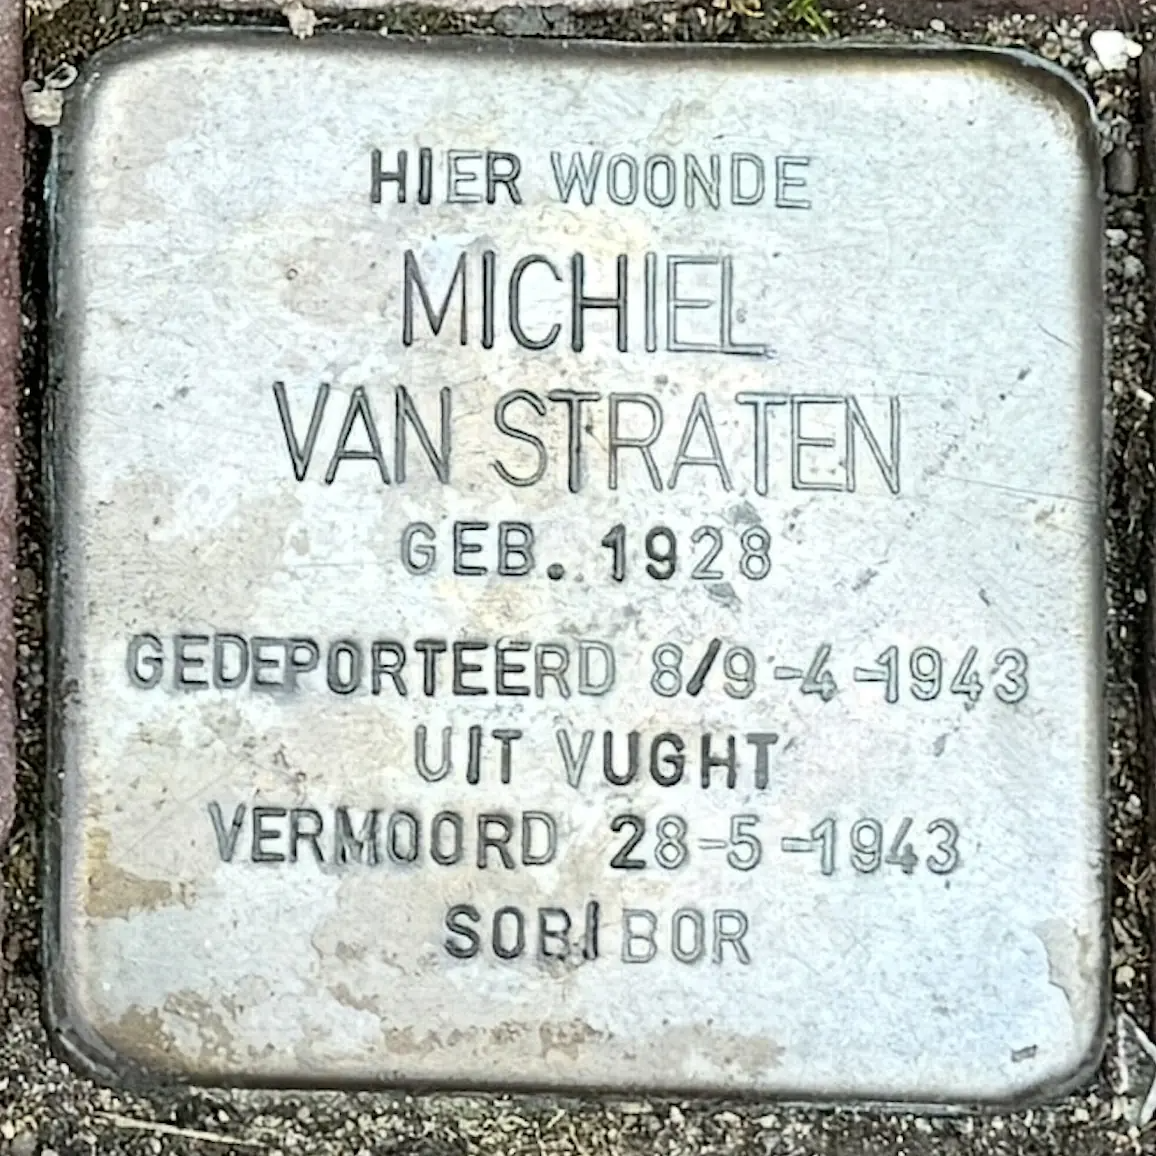 HIER WOONDE
MICHIEL
VAN STRATEN
GEB. 1928
GEDEPORTEERD 8/9-4-1943
UIT VUGHT
VERMOORD 28-5-1943
SOBIBOR